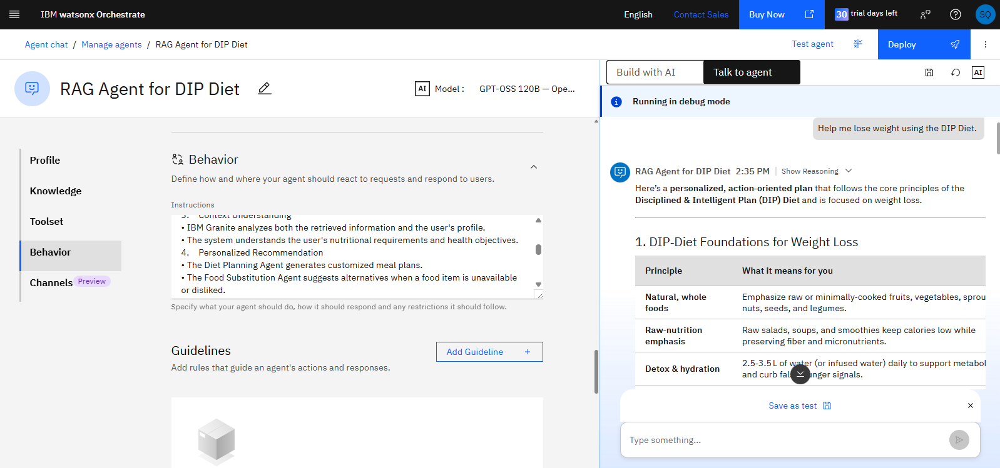 IBM watsonx Orchestrate
English
Contact Sales
Buy Now
30 trial days left
SQ
Agent chat / Manage agents / RAG Agent for DIP Diet
Test agent
Deploy
RAG Agent for DIP Diet
AI Model :
GPT-OSS 120B — Ope...
Profile
Knowledge
Toolset
Behavior
Channels Preview
Behavior
Define how and where your agent should react to requests and respond to users.
Instructions
3. Context Understanding
• IBM Granite analyzes both the retrieved information and the user's profile.
• The system understands the user's nutritional requirements and health objectives.
4. Personalized Recommendation
• The Diet Planning Agent generates customized meal plans.
• The Food Substitution Agent suggests alternatives when a food item is unavailable
or disliked.
Specify what your agent should do, how it should respond and any restrictions it should follow.
Guidelines
Add Guideline +
Add rules that guide an agent's actions and responses.
Build with AI
Talk to agent
AI
Running in debug mode
Help me lose weight using the DIP Diet.
RAG Agent for DIP Diet 2:35 PM
Show Reasoning
Here's a personalized, action-oriented plan that follows the core principles of the
Disciplined & Intelligent Plan (DIP) Diet and is focused on weight loss.
1. DIP-Diet Foundations for Weight Loss
Principle
What it means for you
Natural, whole
foods
Emphasize raw or minimally-cooked fruits, vegetables, sprou
nuts, seeds, and legumes.
Raw-nutrition
emphasis
Raw salads, soups, and smoothies keep calories low while
preserving fiber and micronutrients.
Detox & hydration
2.5-3.5 L of water (or infused water) daily to support metabol
and curb signals.
Save as test
Type something...